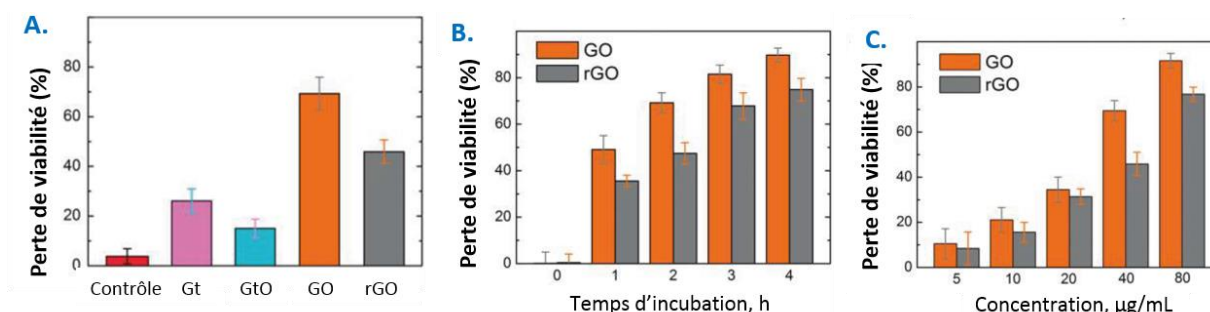 A.
Perte de viabilité (%)
80
60
40
20
0
Contrôle Gt GtO GO rGO
B.
GO
rGO
Perte de viabilité (%)
80
60
40
20
0
0 1 2 3 4
Temps d'incubation, h
C.
GO
rGO
Perte de viabilité (%]
100
80
60
40
20
0
5 10 20 40 80
Concentration, µg/mL